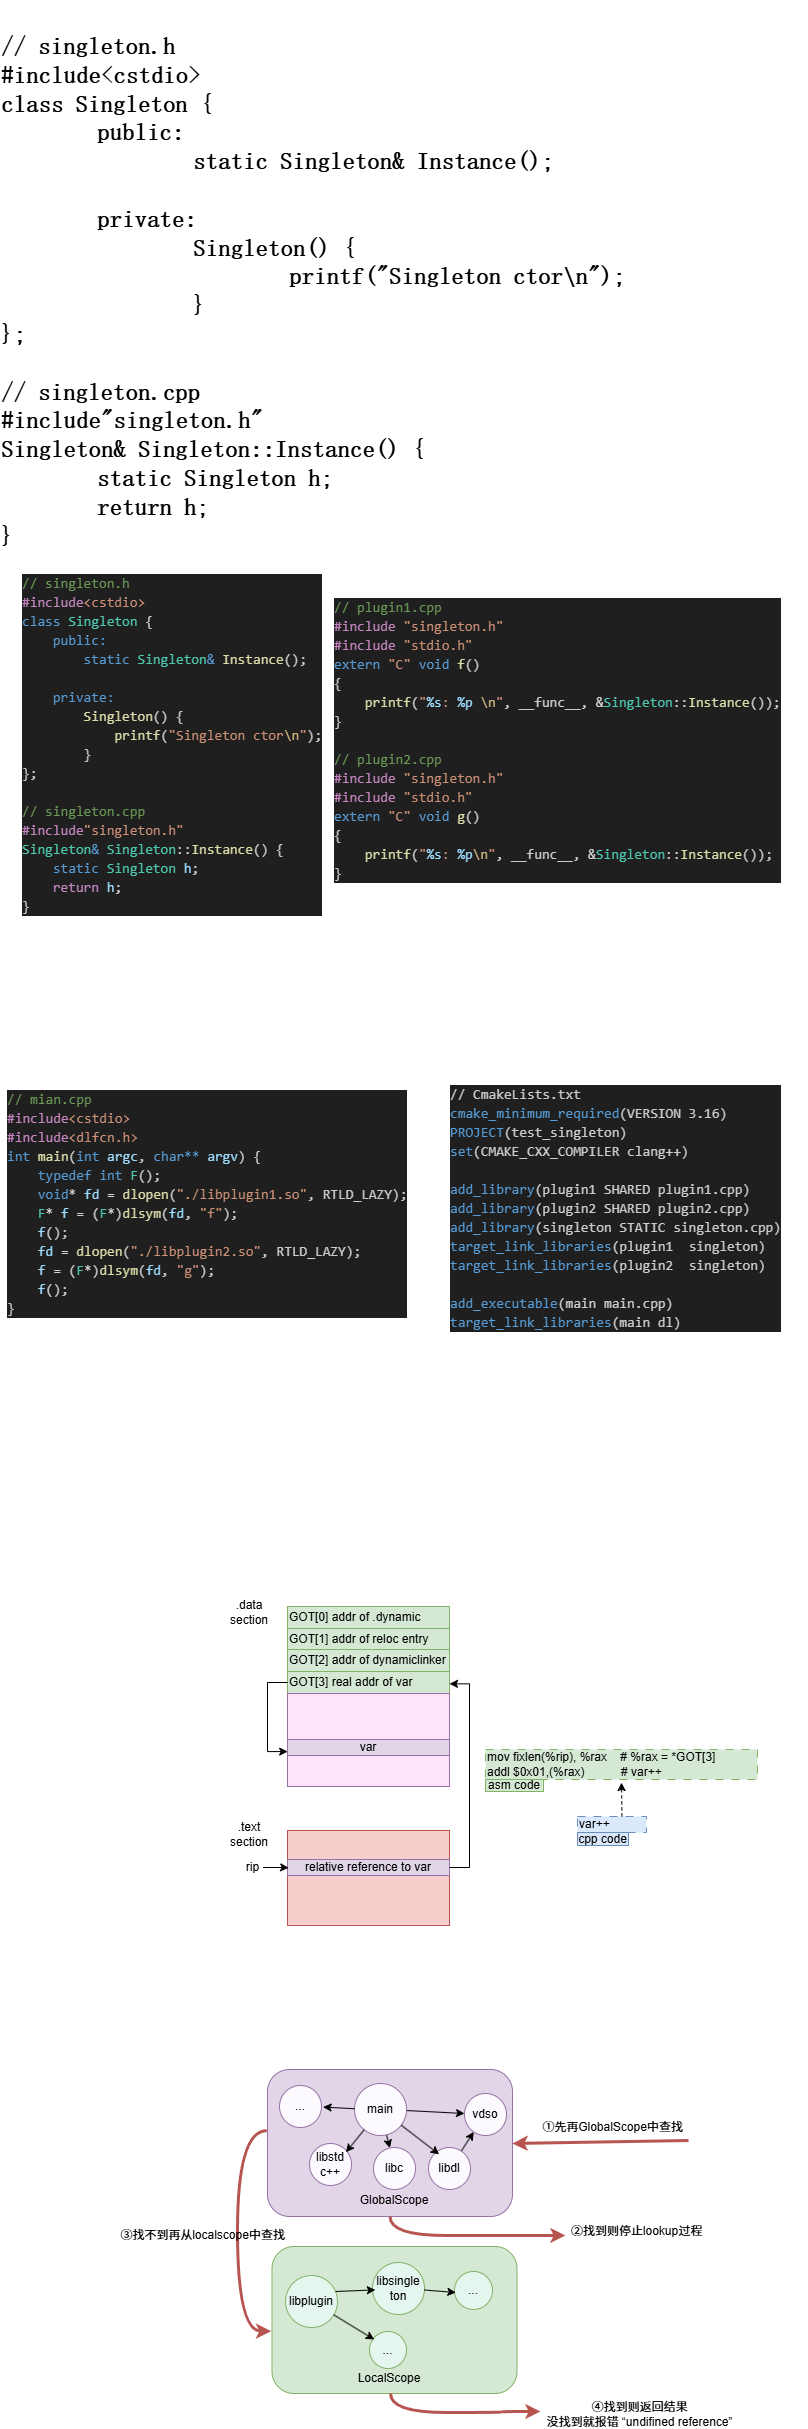 // singleton.h
#include<cstdio>
class Singleton {
        public:
                static Singleton& Instance();

        private:
                Singleton() {
                        printf("Singleton ctor\n");
                }
};

// singleton.cpp
#include"singleton.h"
Singleton& Singleton::Instance() {
        static Singleton h;
        return h;
}
// singleton.h
#include<cstdio>
class Singleton {
    public:
        static Singleton& Instance();

    private:
        Singleton() {
            printf("Singleton ctor\n");
        }
};

// singleton.cpp
#include"singleton.h"
Singleton& Singleton::Instance() {
    static Singleton h;
    return h;
}
// plugin1.cpp
#include "singleton.h"
#include "stdio.h"
extern "C" void f()
{
    printf("%s: %p \n", __func__, &Singleton::Instance());
}

// plugin2.cpp
#include "singleton.h"
#include "stdio.h"
extern "C" void g()
{
    printf("%s: %p\n", __func__, &Singleton::Instance());
}
// mian.cpp
#include<cstdio>
#include<dlfcn.h>
int main(int argc, char** argv) {
    typedef int F();
    void* fd = dlopen("./libplugin1.so", RTLD_LAZY);
    F* f = (F*)dlsym(fd, "f");
    f();
    fd = dlopen("./libplugin2.so", RTLD_LAZY);
    f = (F*)dlsym(fd, "g");
    f();
}
// CmakeLists.txt
cmake_minimum_required(VERSION 3.16)
PROJECT(test_singleton)
set(CMAKE_CXX_COMPILER clang++)

add_library(plugin1 SHARED plugin1.cpp)
add_library(plugin2 SHARED plugin2.cpp)
add_library(singleton STATIC singleton.cpp)
target_link_libraries(plugin1  singleton)
target_link_libraries(plugin2  singleton)

add_executable(main main.cpp)
target_link_libraries(main dl)
.data
section
GOT[0] addr of .dynamic
GOT[1] addr of reloc entry
GOT[2] addr of dynamiclinker
GOT[3] real addr of var
var
mov fixlen(%rip), %rax    # %rax = *GOT[3]
addl $0x01,(%rax)         # var++
asm code
var++
cpp code
.text
section
rip
relative reference to var
...
main
vdso
libstd
c++
libc
libdl
GlobalScope
①先再GlobalScope中查找
②找到则停止lookup过程
③找不到再从localscope中查找
libplugin
libsingle
ton
...
...
LocalScope
④找到则返回结果
没找到就报错 “undifined reference”